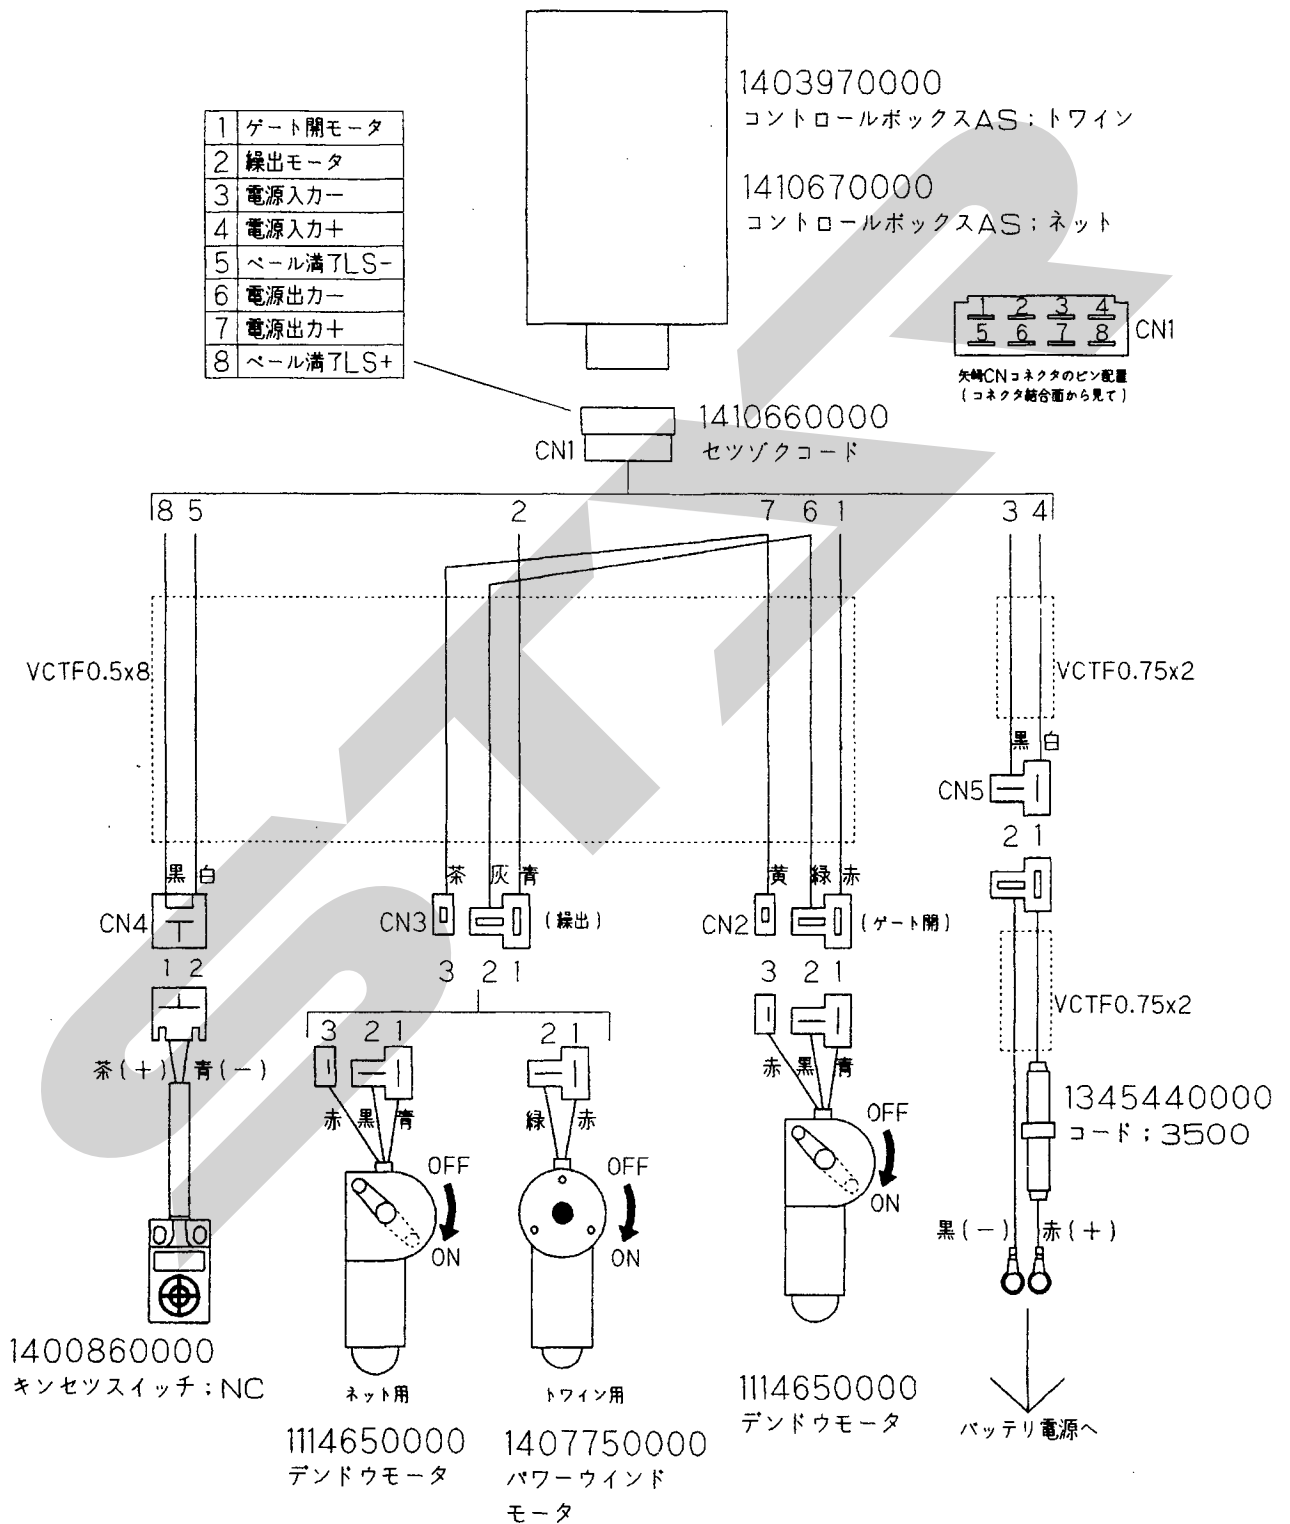 1403970000
コントロールボックスAS；トワイン
1410670000
コントロールボックスAS；ネット
1 ゲート開モータ
2 繰出モータ
3 電源入力ー
4 電源入力＋
5 ベール満了LS-
6 電源出力ー
7 電源出力＋
8 ベール満了LS+
1 2 3 4
5 6 7 8
CN1
矢崎CNコネクタのピン配置
(コネクタ結合面から見て)
1410660000
CN1
セツゾクコード
8 5 2 7 6 1 3 4
VCTF0.5x8
VCTF0.75x2
黒 白
CN5
2 1
黒 白 茶 灰 青 黄 緑 赤
CN4
CN3
(繰出)
CN2
(ゲート開)
1 2
3 2 1
3 2 1
VCTF0.75x2
3 2 1
2 1
茶(+) 青(−)
赤 黒 青
赤 黒 青
緑 赤
1345440000
コード；3500
OFF
ON
OFF
ON
OFF
ON
黒(−) 赤(+)
1400860000
キンセツスイッチ；NC
ネット用
トワイン用
1114650000
デンドウモータ
バッテリ電源へ
1114650000
デンドウモータ
1407750000
パワーウインド
モータ
STAR